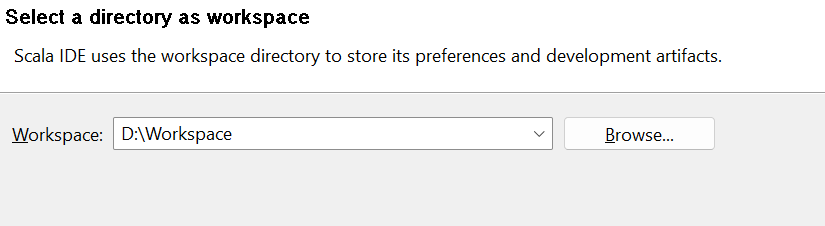 Select a directory as workspace
Scala IDE uses the workspace directory to store its preferences and development artifacts.
Workspace: D:\Workspace Browse...